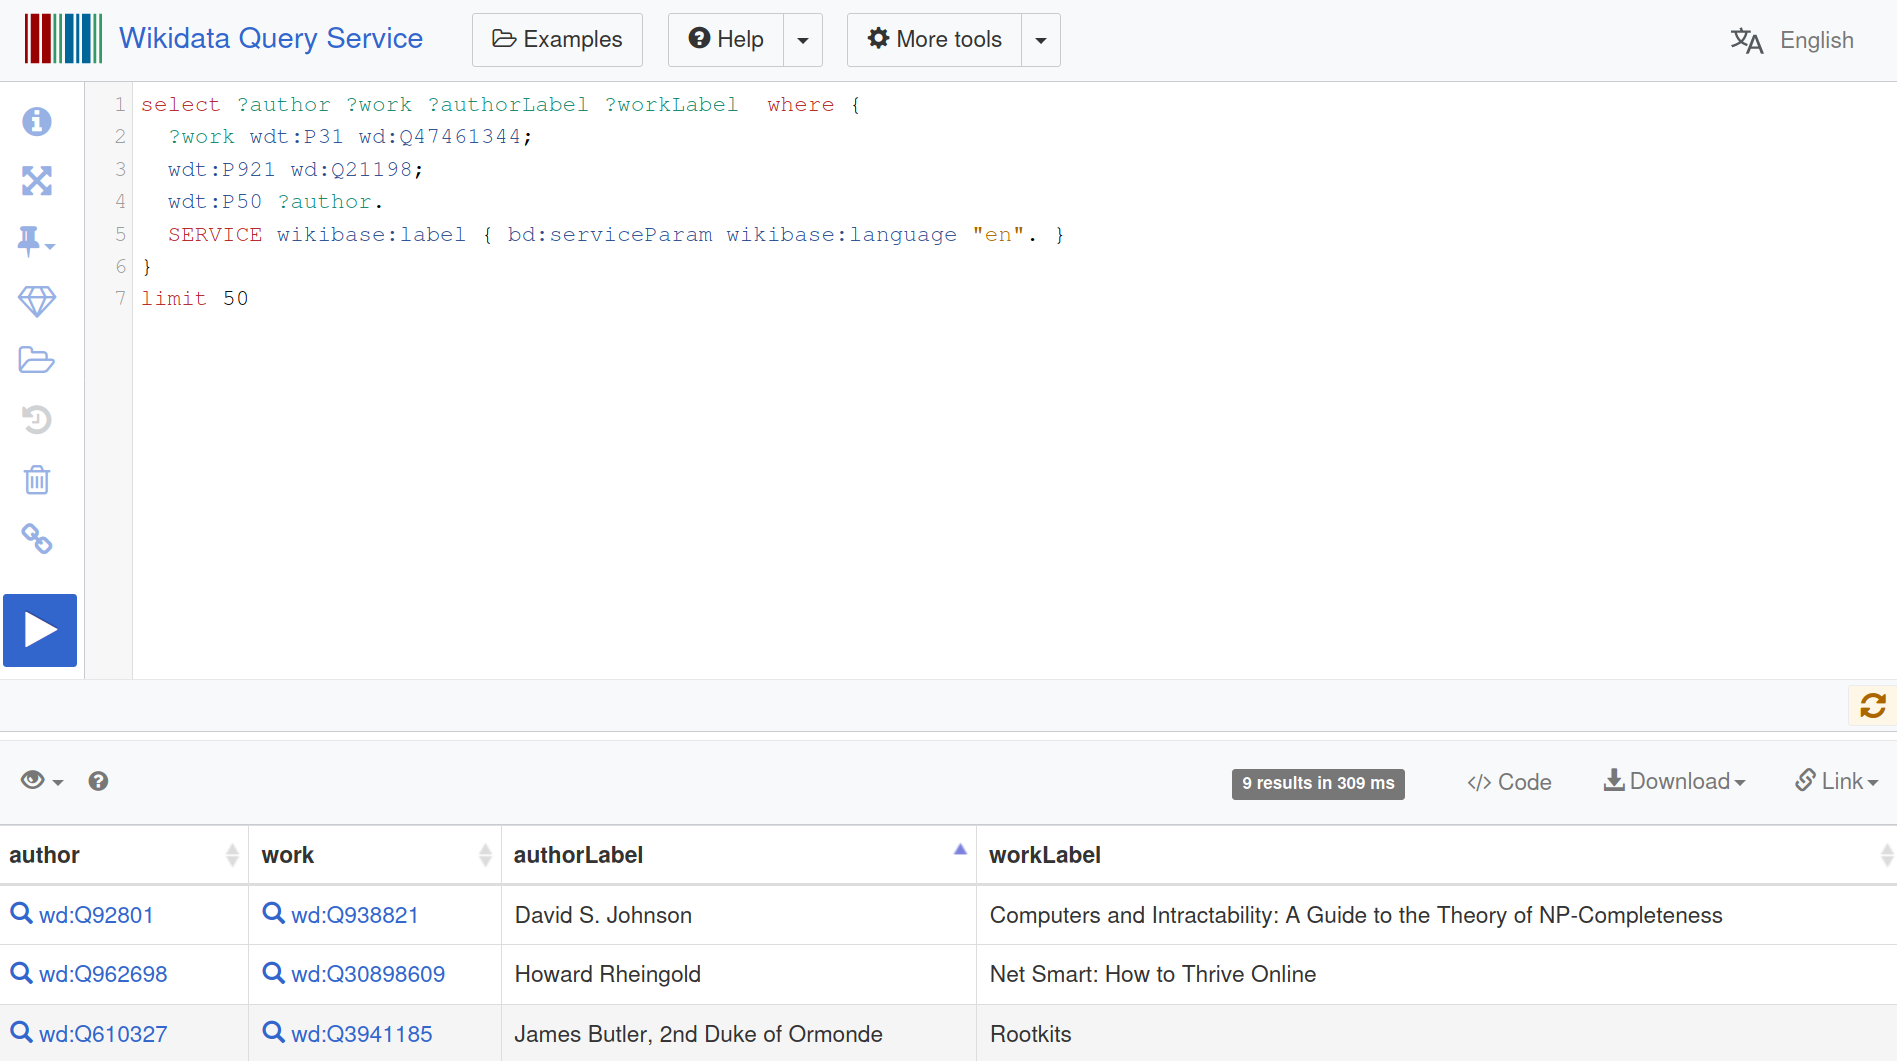 Wikidata Query Service
Examples
Help
More tools
English
1 select ?author ?work ?authorLabel ?workLabel  where {
2   ?work wdt:P31 wd:Q47461344;
3   wdt:P921 wd:Q21198;
4   wdt:P50 ?author.
5   SERVICE wikibase:label { bd:serviceParam wikibase:language "en". }
6 }
7 limit 50
9 results in 309 ms
</> Code
Download
Link
author work authorLabel workLabel
wd:Q92801 wd:Q938821 David S. Johnson Computers and Intractability: A Guide to the Theory of NP-Completeness
wd:Q962698 wd:Q30898609 Howard Rheingold Net Smart: How to Thrive Online
wd:Q610327 wd:Q3941185 James Butler, 2nd Duke of Ormonde Rootkits